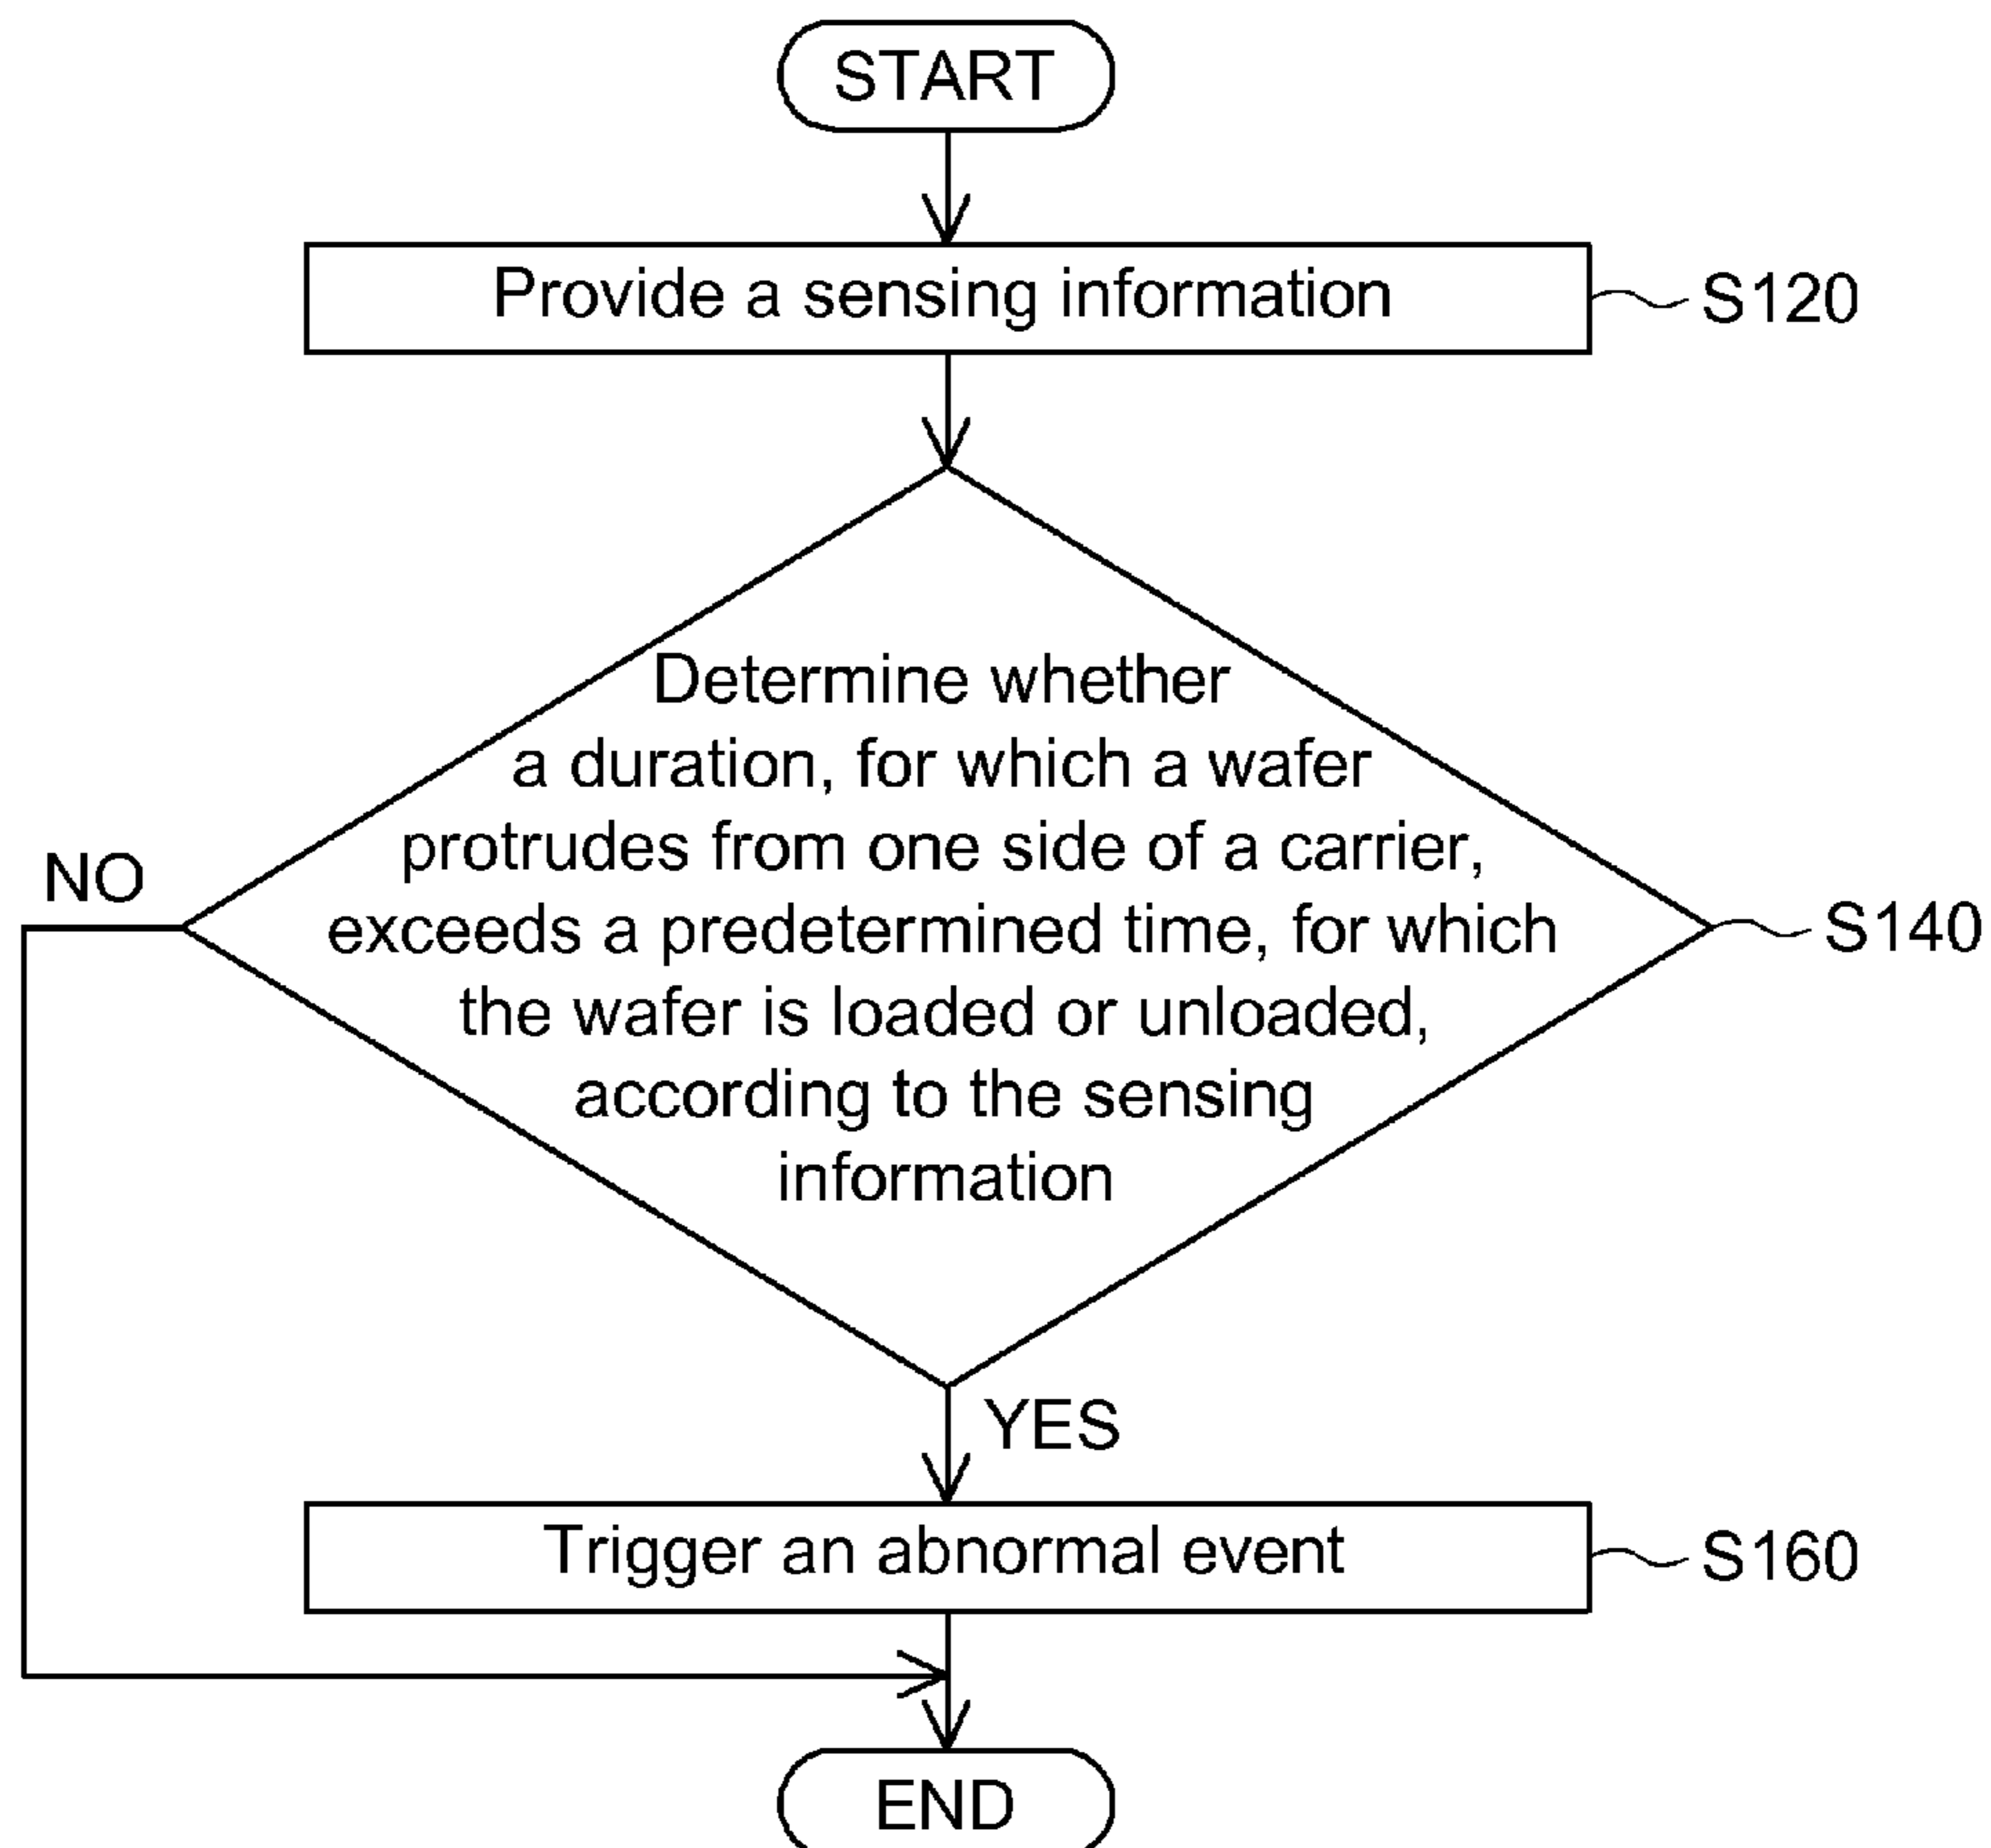 START
Provide a sensing information
S120
Determine whether
a duration, for which a wafer
protrudes from one side of a carrier,
exceeds a predetermined time, for which
the wafer is loaded or unloaded,
according to the sensing
information
NO
S140
YES
Trigger an abnormal event
S160
END